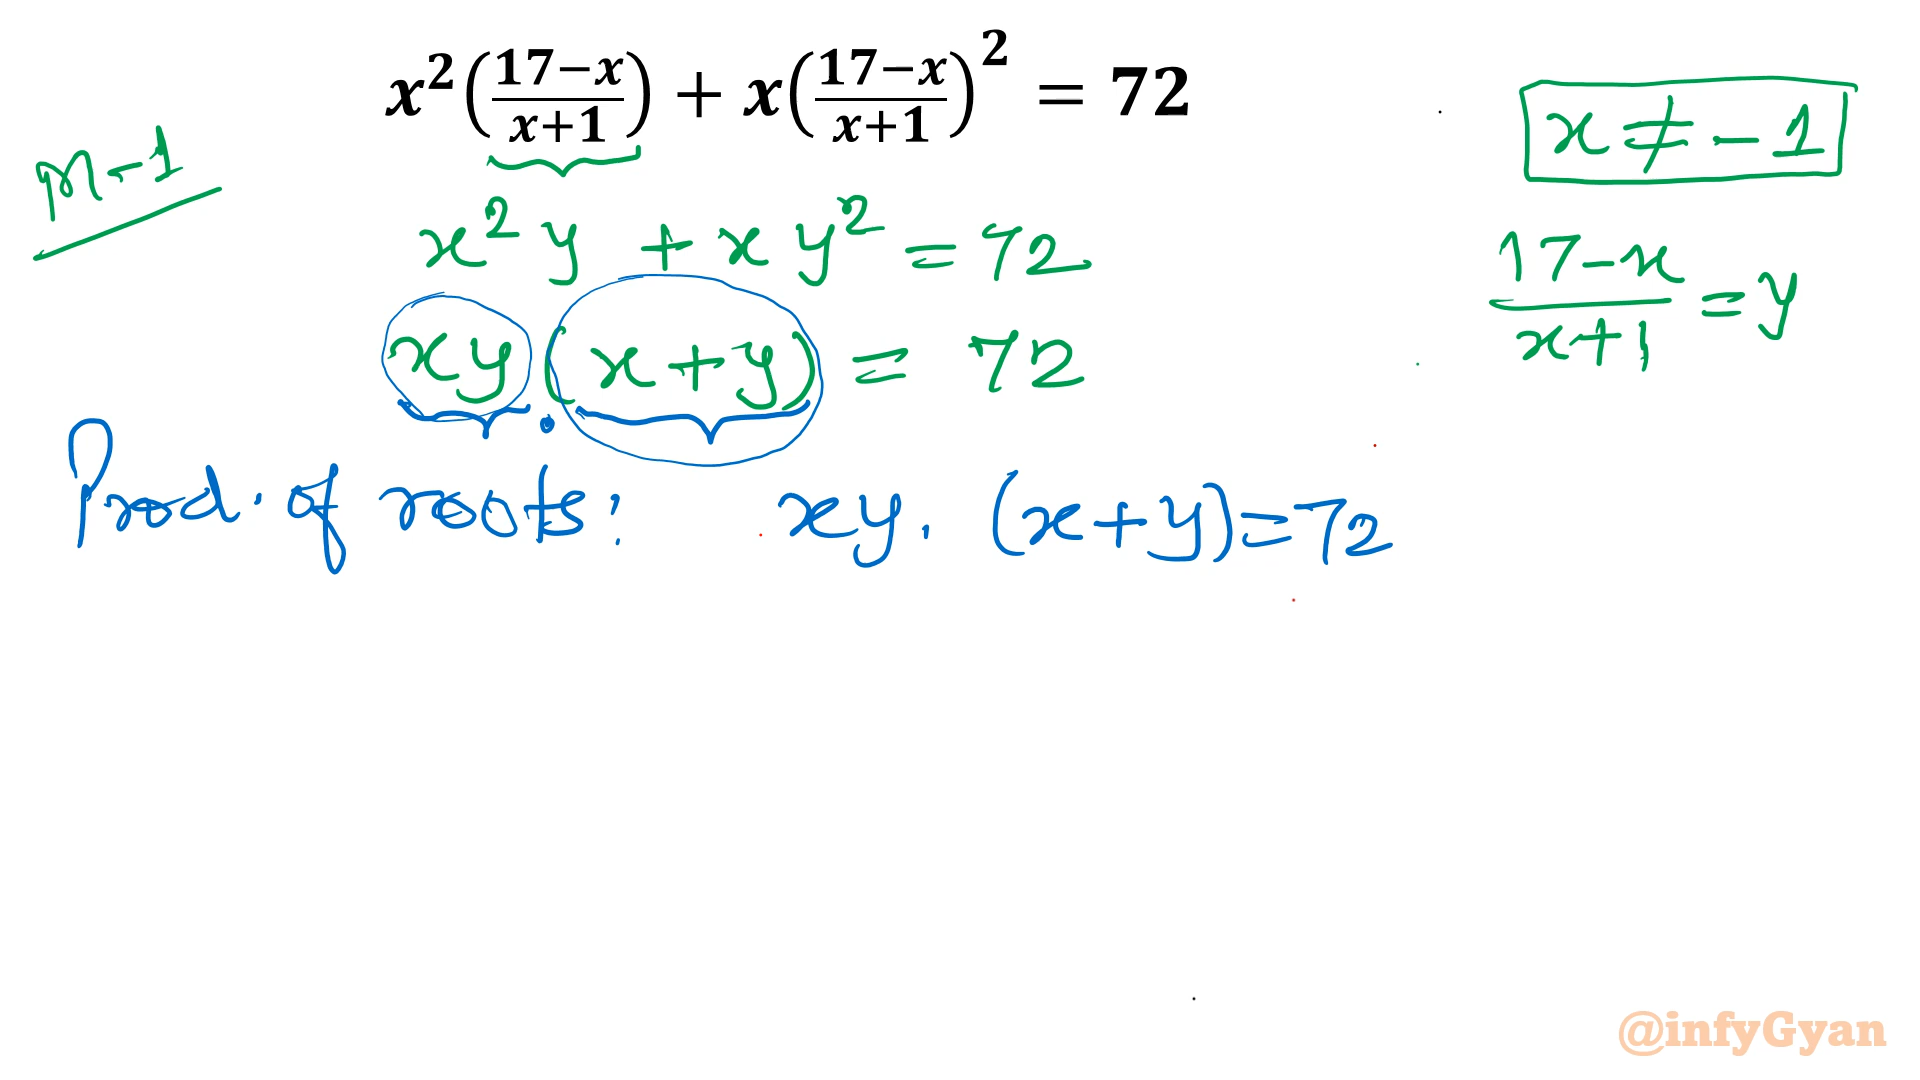 x²((17−x)/(x+1)) + x((17−x)/(x+1))² = 72
x ≠ −1
M−1
x²y + xy² = 72
(17−x)/(x+1) = y
xy(x+y) = 72
Prod. of roots: xy. (x+y)=72
@infyGyan